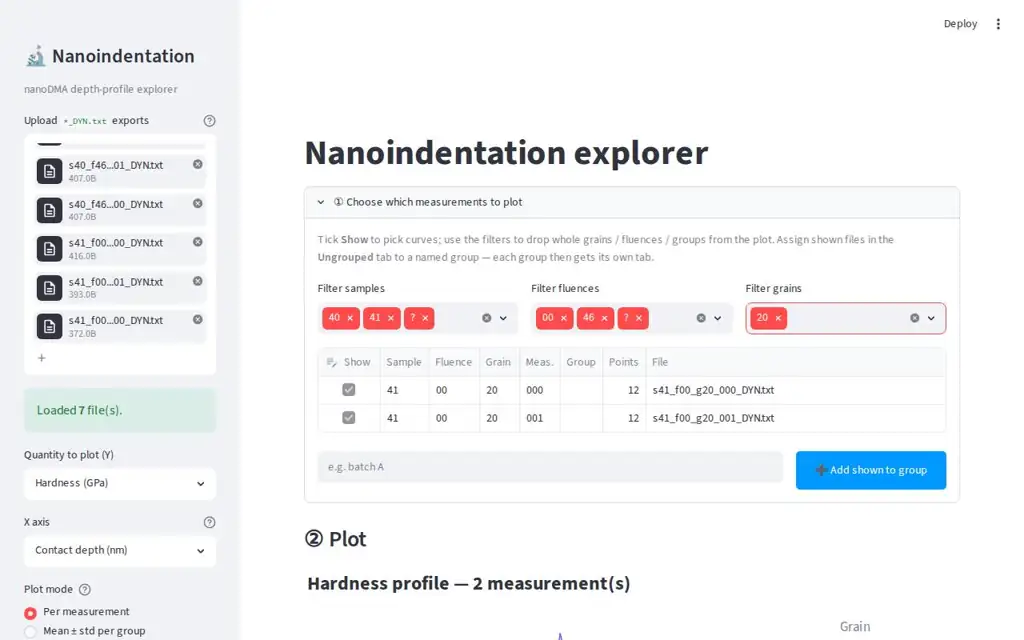 Deploy
Nanoindentation
nanoDMA depth-profile explorer
Upload *_DYN.txt exports
s40_f46...01_DYN.txt
407.0B
s40_f46...00_DYN.txt
407.0B
s41_f00...00_DYN.txt
416.0B
s41_f00...01_DYN.txt
393.0B
s41_f00...00_DYN.txt
372.0B
+
Loaded 7 file(s).
Quantity to plot (Y)
Hardness (GPa)
X axis
Contact depth (nm)
Plot mode
Per measurement
Mean ± std per group
Nanoindentation explorer
① Choose which measurements to plot
Tick Show to pick curves; use the filters to drop whole grains / fluences / groups from the plot. Assign shown files in the
Ungrouped tab to a named group — each group then gets its own tab.
Filter samples
40 41 ?
Filter fluences
00 46 ?
Filter grains
20
Show Sample Fluence Grain Meas. Group Points File
41 00 20 000 12 s41_f00_g20_000_DYN.txt
41 00 20 001 12 s41_f00_g20_001_DYN.txt
e.g. batch A
➕ Add shown to group
② Plot
Hardness profile — 2 measurement(s)
Grain